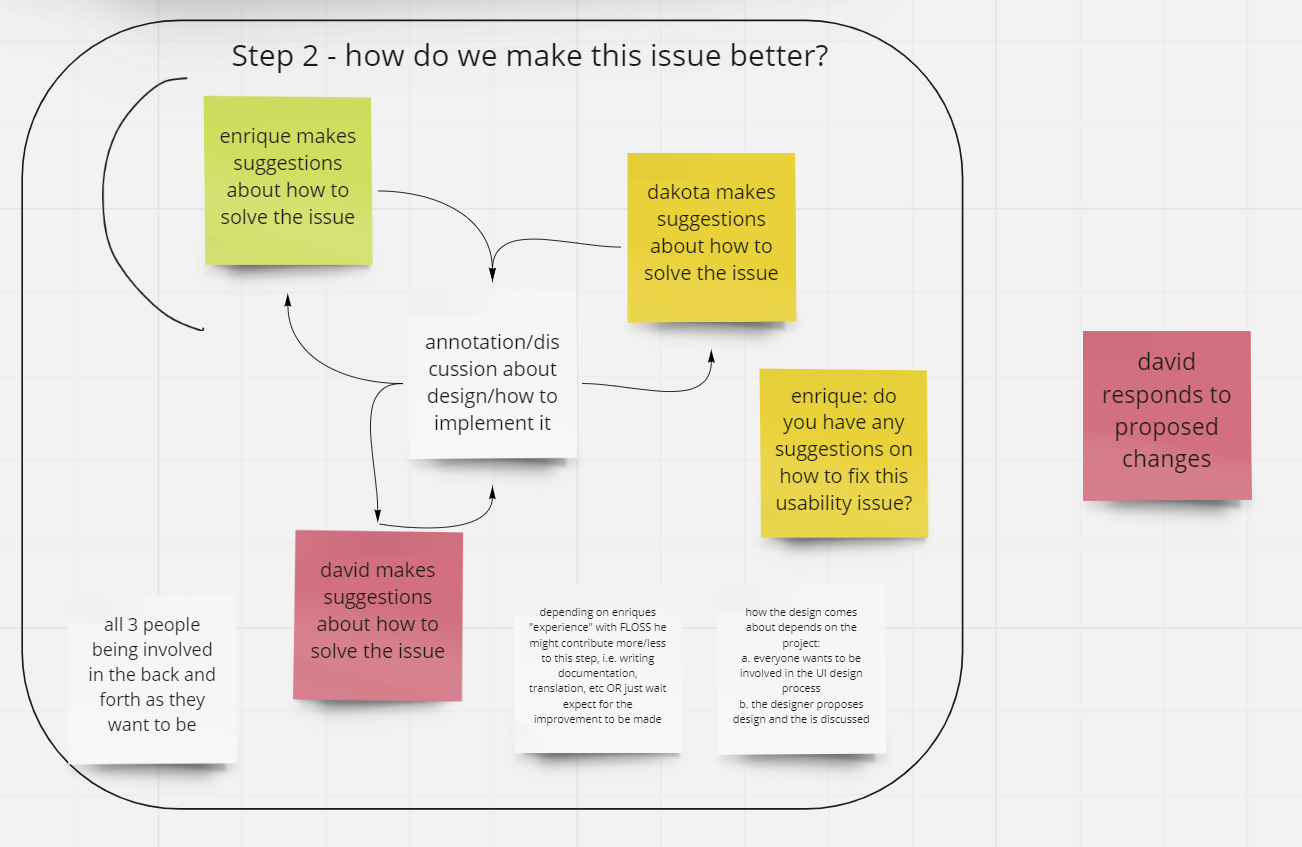 Step 2 - how do we make this issue better?
enrique makes
suggestions
about how to
solve the issue
dakota makes
suggestions
about how to
solve the issue
annotation/dis
cussion about
design/how to
implement it
enrique: do
you have any
suggestions on
how to fix this
usability issue?
david
responds to
proposed
changes
david makes
suggestions
about how to
solve the issue
all 3 people
being involved
in the back and
forth as they
want to be
depending on enriques
"experience" with FLOSS he
might contribute more/less
to this step, i.e. writing
documentation,
translation, etc OR just wait
expect for the
improvement to be made
how the design comes
about depends on the
project:
a. everyone wants to be
involved in the UI design
process
b. the designer proposes
design and the is discussed